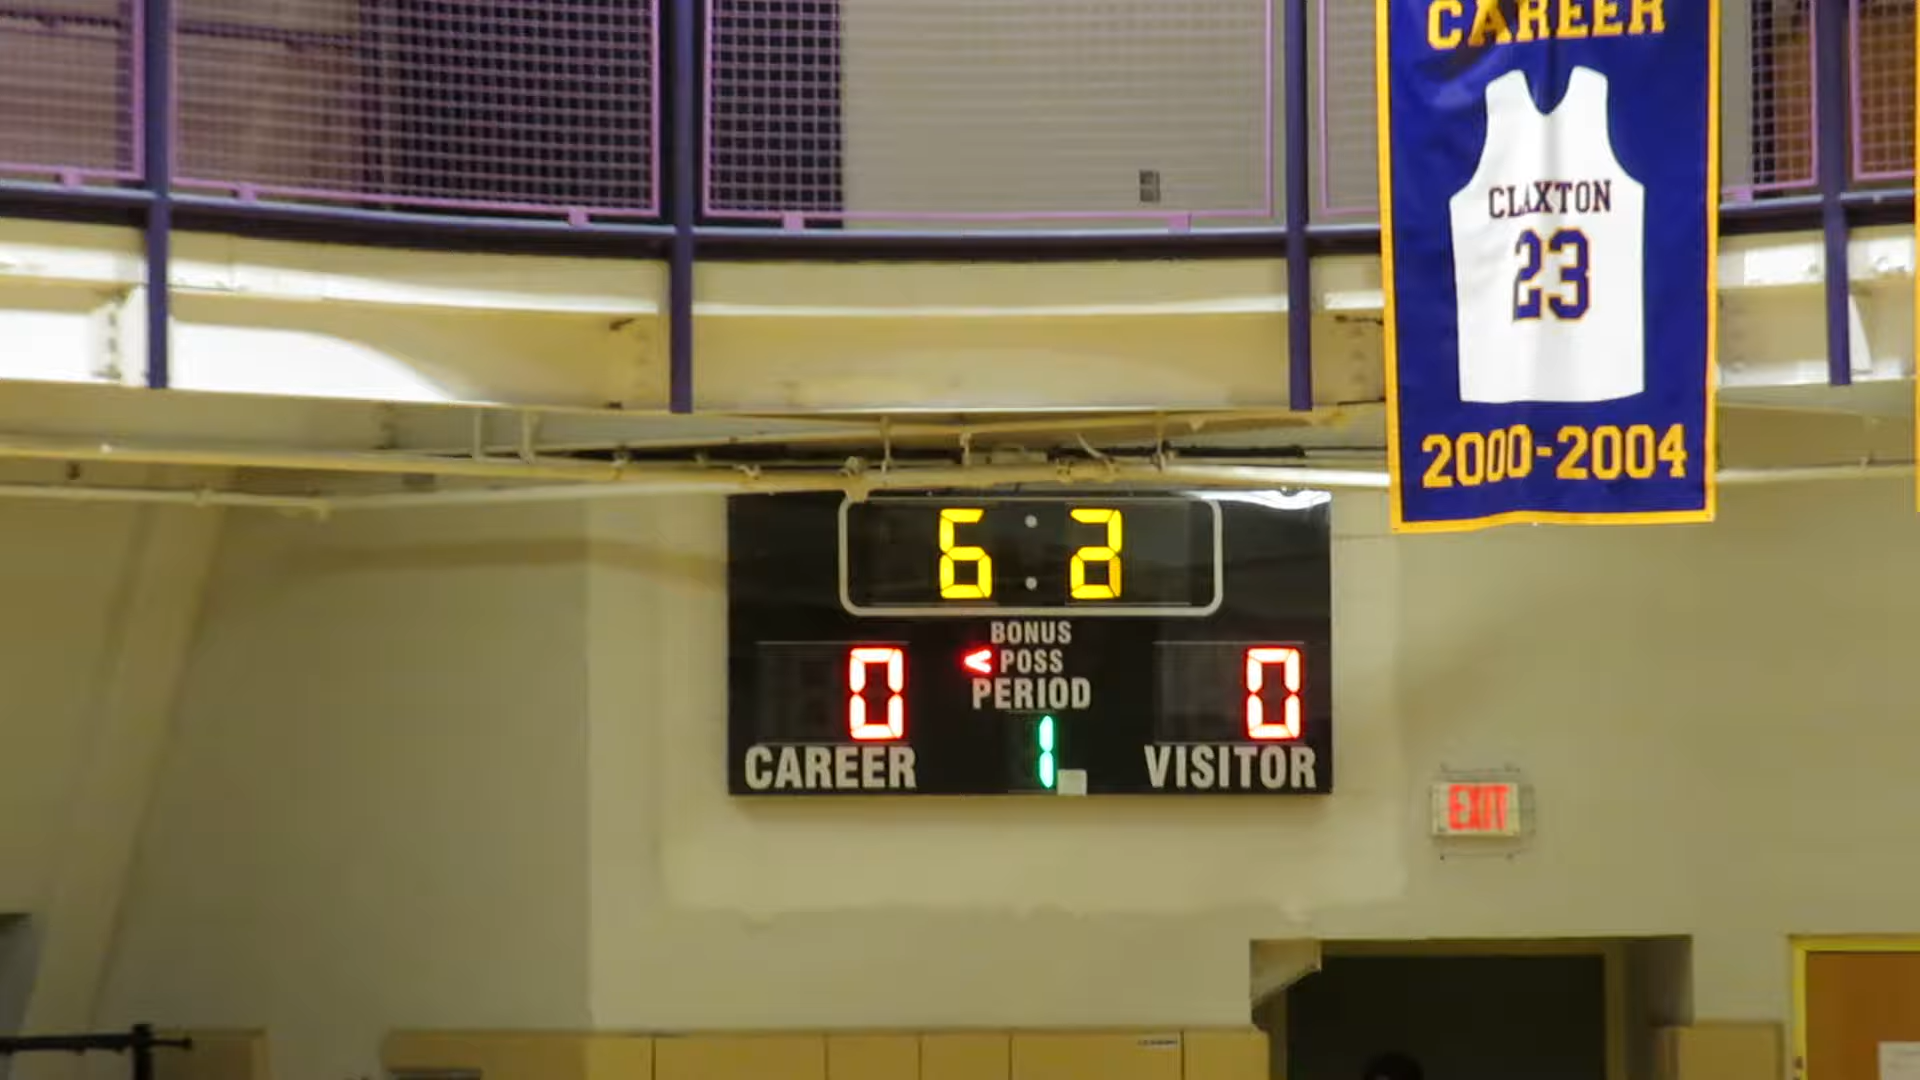 CAREER
CLAXTON
23
2000-2004
6:2
BONUS
< POSS
PERIOD
0
1
0
CAREER
VISITOR
EXIT